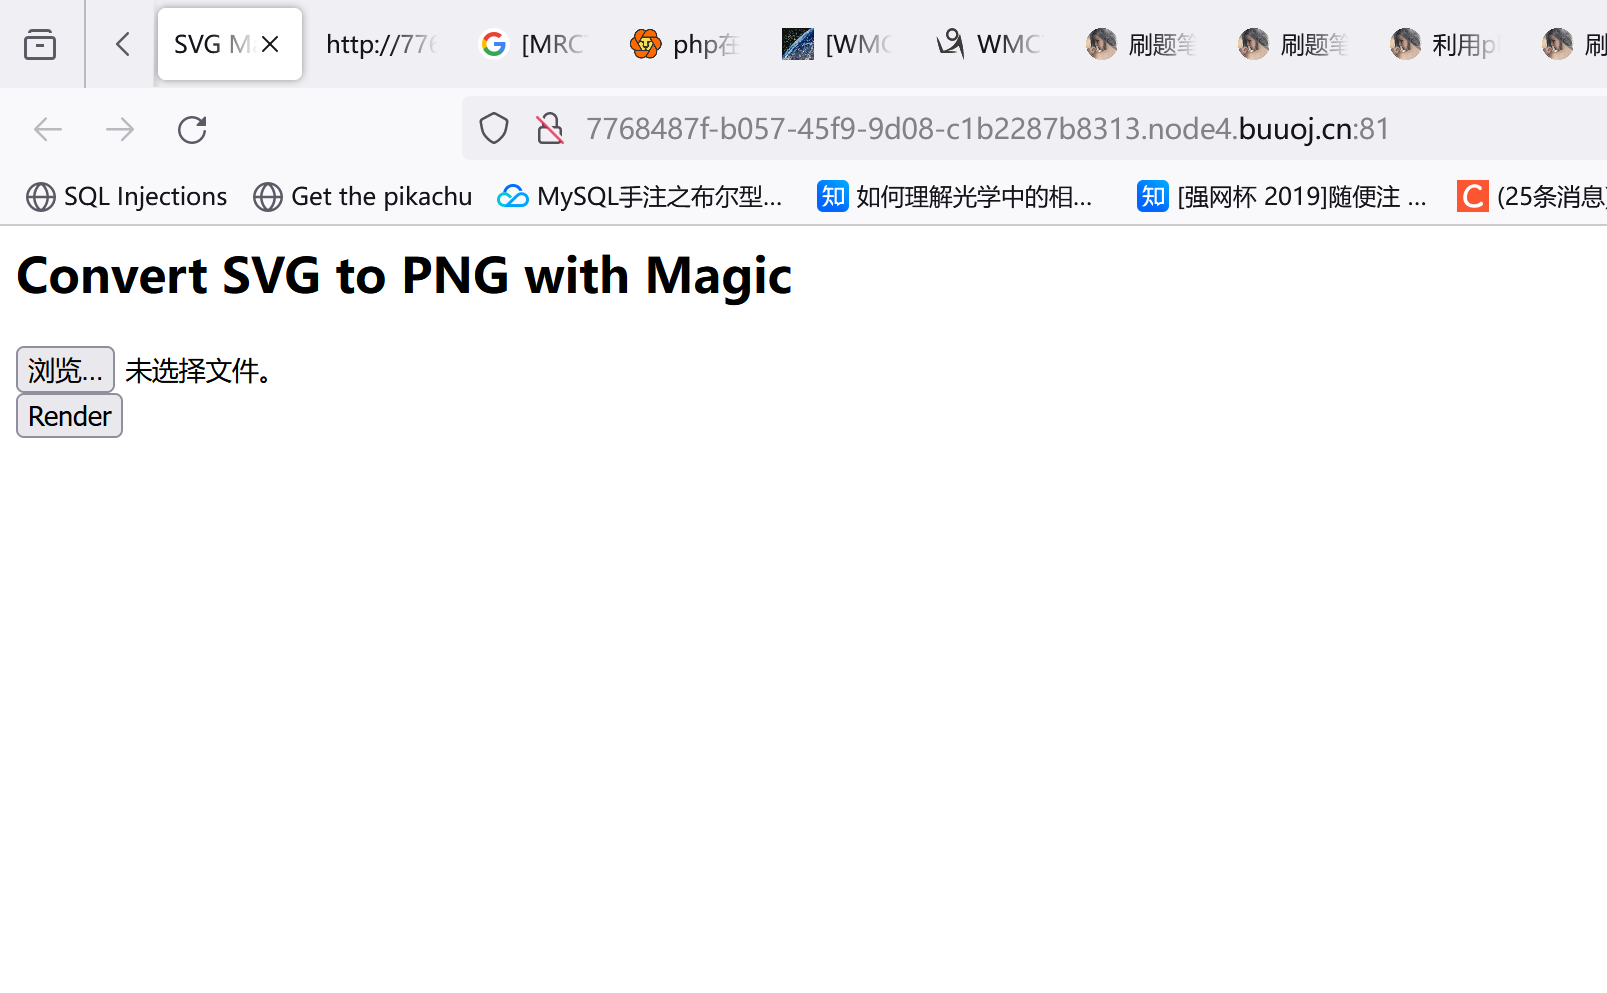 SVG M http://776 [MRC php在 [WMC WMC 刷题笔 刷题笔 利用p 刷
7768487f-b057-45f9-9d08-c1b2287b8313.node4.buuoj.cn:81
SQL Injections Get the pikachu MySQL手注之布尔型... 如何理解光学中的相... [强网杯 2019]随便注 ... (25条消息)
Convert SVG to PNG with Magic
浏览... 未选择文件。
Render